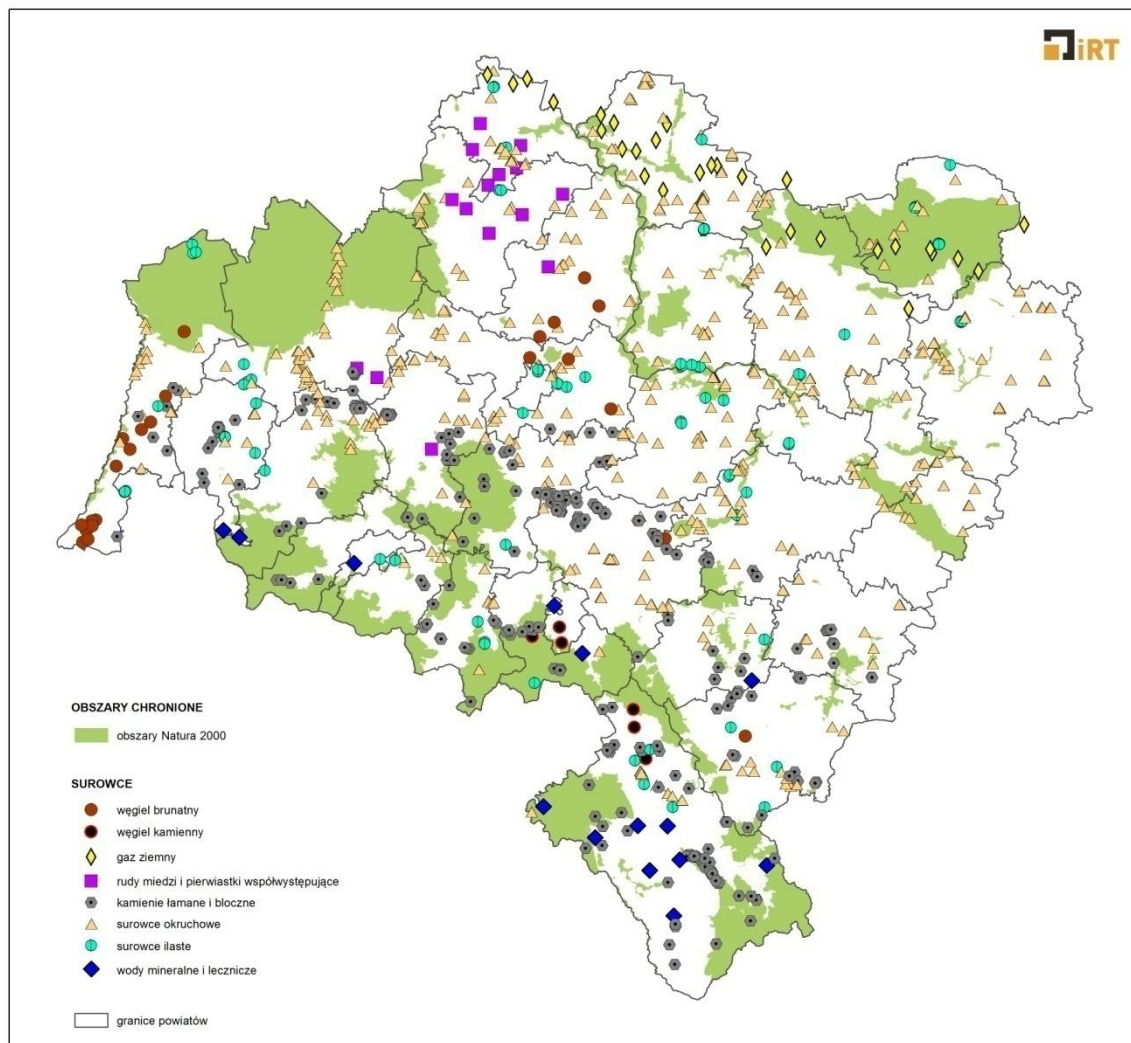 iRT
OBSZARY CHRONIONE
obszary Natura 2000
SUROWCE
węgiel brunatny
węgiel kamienny
gaz ziemny
rudy miedzi i pierwiastki współwystępujące
kamienie łamane i bloczne
surowce okruchowe
surowce ilaste
wody mineralne i lecznicze
granice powiatów